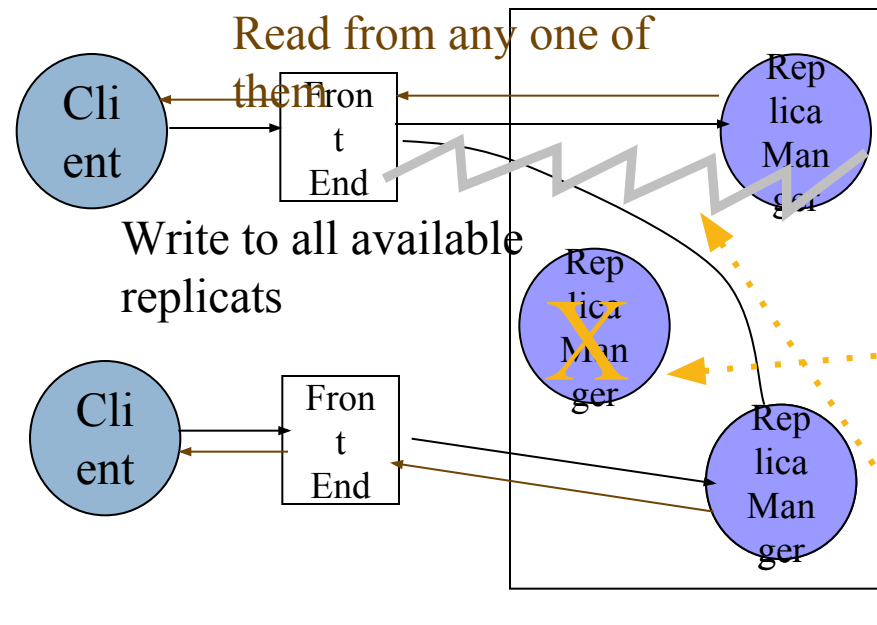 Read from any one of
them
Cli
ent
Fron
t
End
Rep
lica
Man
ger
Write to all available
replicats
Rep
lica
Man
ger
X
Cli
ent
Fron
t
End
Rep
lica
Man
ger